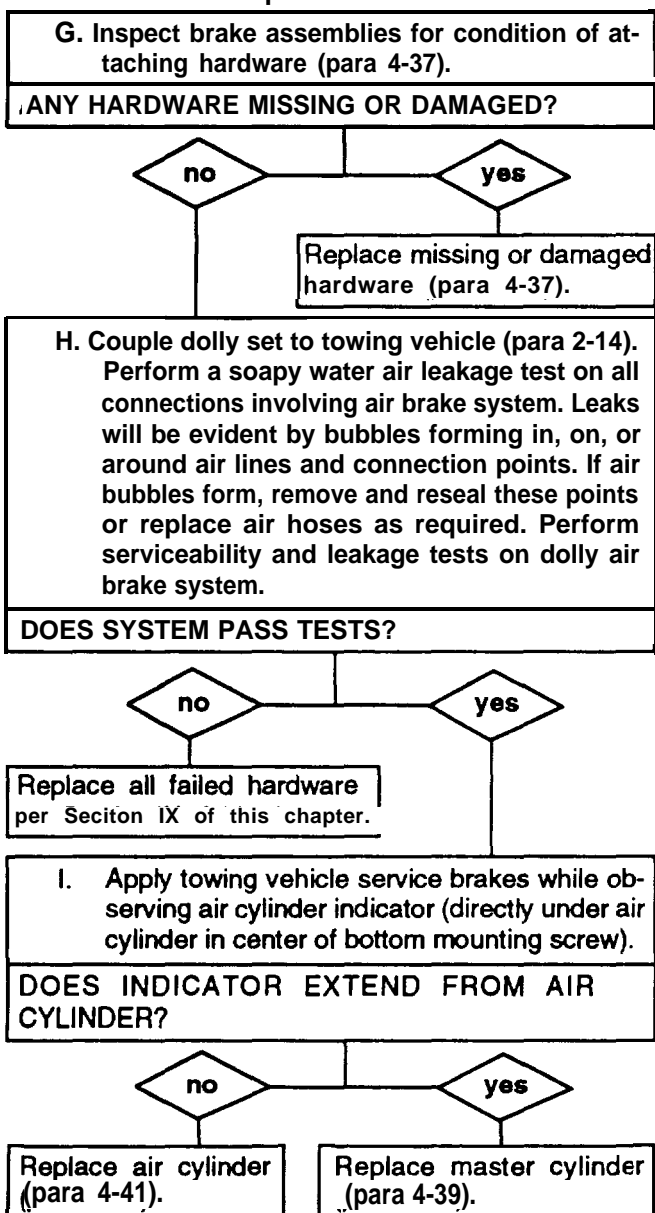 G. Inspect brake assemblies for condition of at-
taching hardware (para 4-37).
ANY HARDWARE MISSING OR DAMAGED?
no
yes
Replace missing or damaged
hardware (para 4-37).
H. Couple dolly set to towing vehicle (para 2-14).
Perform a soapy water air leakage test on all
connections involving air brake system. Leaks
will be evident by bubbles forming in, on, or
around air lines and connection points. If air
bubbles form, remove and reseal these points
or replace air hoses as required. Perform
serviceability and leakage tests on dolly air
brake system.
DOES SYSTEM PASS TESTS?
no
yes
Replace all failed hardware
per Seciton IX of this chapter.
I. Apply towing vehicle service brakes while ob-
serving air cylinder indicator (directly under air
cylinder in center of bottom mounting screw).
DOES INDICATOR EXTEND FROM AIR
CYLINDER?
no
yes
Replace air cylinder
(para 4-41).
Replace master cylinder
(para 4-39).